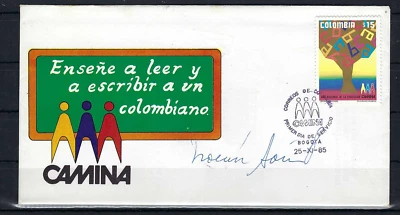 Enseñe a leer y
a escribir a un
colombiano
CAMINA
COLOMBIA $15
CORREOS DE COLOMBIA
CAMINA
PRIMER DIA DE SERVICIO
BOGOTA
25-XI-85